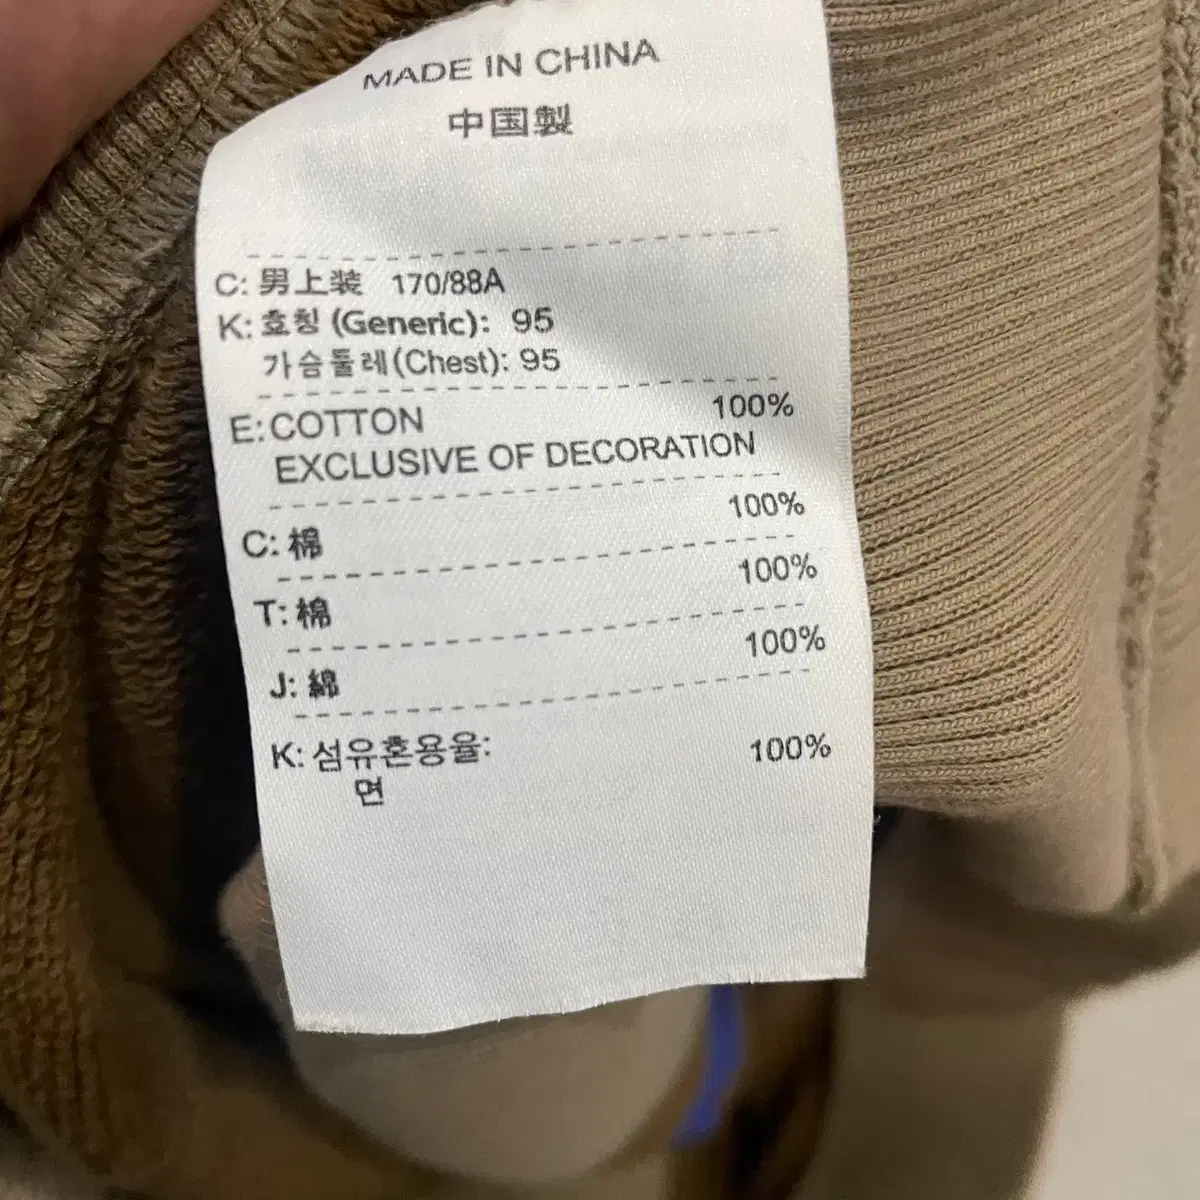 MADE IN CHINA
中国製
C: 男上装 170/88A
K: 호칭 (Generic): 95
가슴둘레(Chest): 95
E: COTTON 100%
EXCLUSIVE OF DECORATION
C: 棉 100%
T: 棉 100%
J: 綿 100%
K: 섬유혼용율: 100%
면